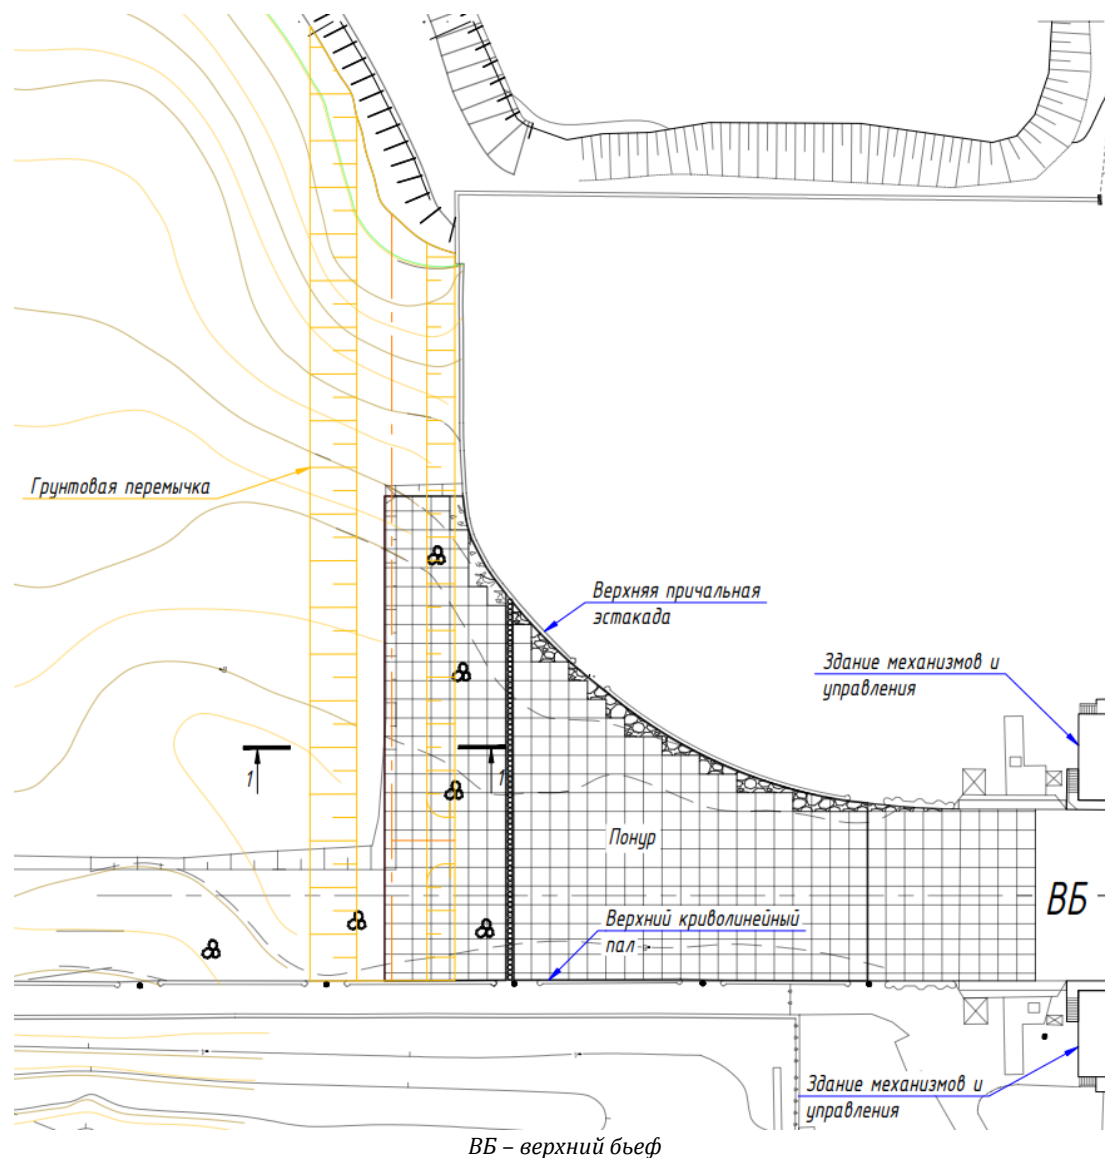 Грунтовая перемычка
Верхняя причальная
эстакада
Здание механизмов и
управления
1
1
Понур
ВБ
Верхний криволинейный
пал
Здание механизмов и
управления
ВБ – верхний бьеф